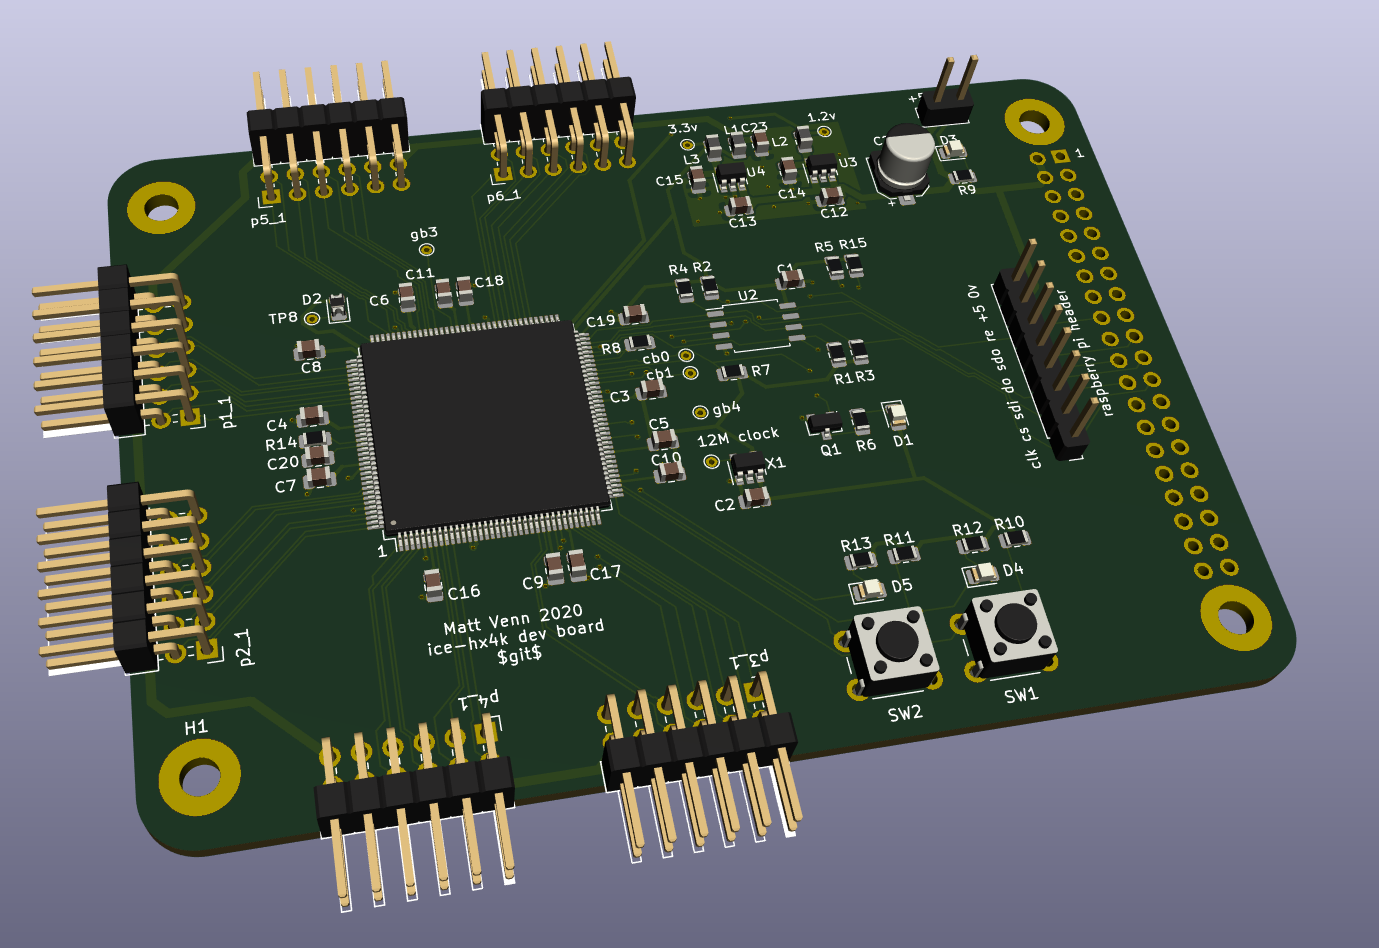 +5
3.3v
L1
C23
1.2v
L2
D3
1
L3
U4
U3
C15
C14
R9
p5_1
p6_1
C13
C12
+
gb3
R5
R15
C11
C18
R4
R2
C1
D2
C6
U2
TP8
C19
clk cs sdi do sdo re +5 0v
raspberry pi header
R8
cb0
C8
cb1
R7
R1
R3
C3
p1_1
gb4
C4
C5
12M clock
R14
Q1
R6
D1
C20
C10
X1
C7
C2
1
R13
R11
R12
R10
C9
C17
C16
D5
D4
Matt Venn 2020
ice-hx4k dev board
$git$
p2_1
p3_1
p4_1
SW2
SW1
H1